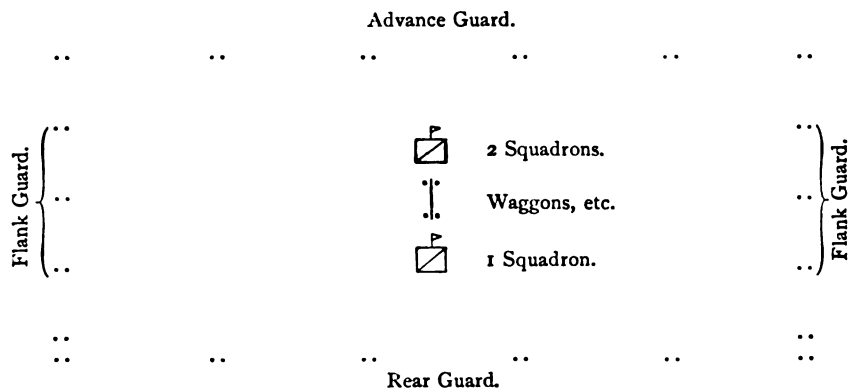 Advance Guard.
Flank Guard.
2 Squadrons.
Waggons, etc.
1 Squadron.
Flank Guard.
Rear Guard.